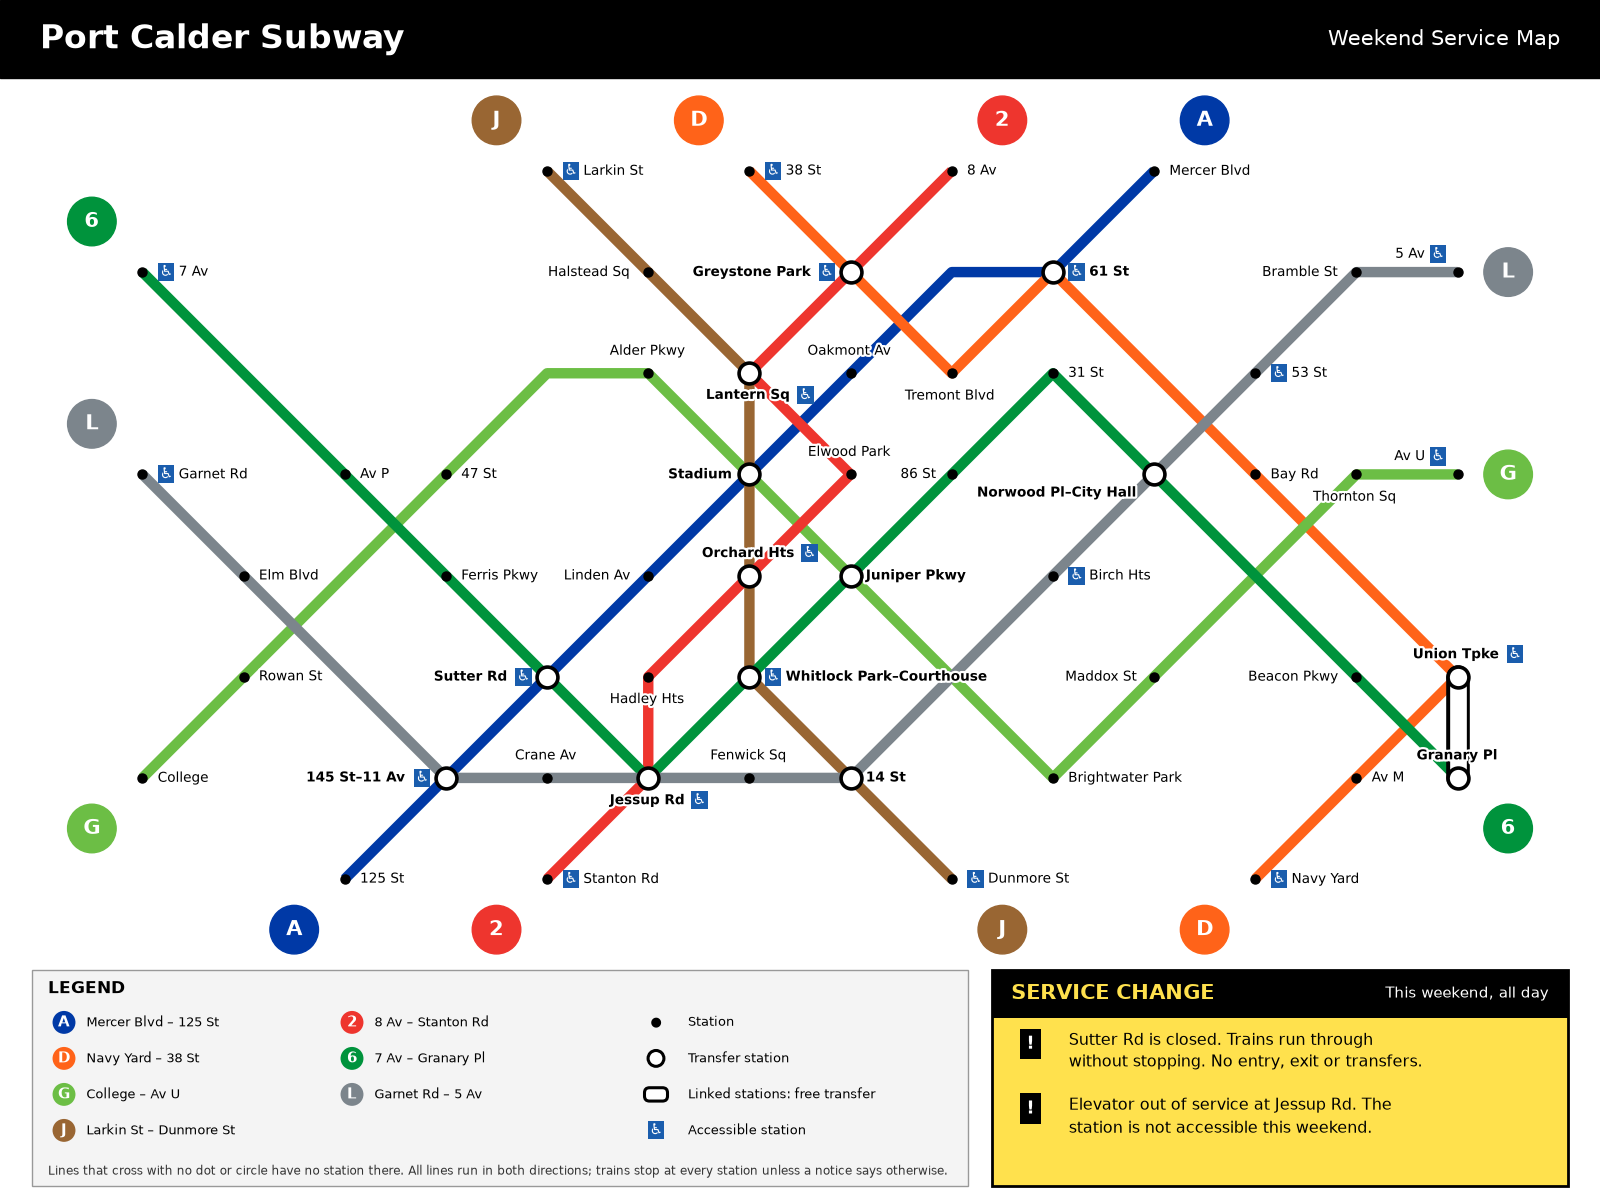 Port Calder Subway
Weekend Service Map
J
D
2
A
Larkin St
38 St
8 Av
Mercer Blvd
6
7 Av
Halstead Sq
Greystone Park
61 St
Bramble St
5 Av
L
Alder Pkwy
Oakmont Av
Lantern Sq
Tremont Blvd
31 St
53 St
L
Garnet Rd
Av P
47 St
Stadium
Elwood Park
86 St
Norwood Pl–City Hall
Bay Rd
Av U
Thornton Sq
G
Elm Blvd
Ferris Pkwy
Linden Av
Orchard Hts
Juniper Pkwy
Birch Hts
Rowan St
Sutter Rd
Hadley Hts
Whitlock Park–Courthouse
Maddox St
Beacon Pkwy
Union Tpke
College
145 St–11 Av
Crane Av
Jessup Rd
Fenwick Sq
14 St
Brightwater Park
Av M
Granary Pl
G
6
125 St
Stanton Rd
Dunmore St
Navy Yard
A
2
J
D
LEGEND
A Mercer Blvd – 125 St
D Navy Yard – 38 St
G College – Av U
J Larkin St – Dunmore St
2 8 Av – Stanton Rd
6 7 Av – Granary Pl
L Garnet Rd – 5 Av
Station
Transfer station
Linked stations: free transfer
Accessible station
Lines that cross with no dot or circle have no station there. All lines run in both directions; trains stop at every station unless a notice says otherwise.
SERVICE CHANGE
This weekend, all day
! Sutter Rd is closed. Trains run through
without stopping. No entry, exit or transfers.
! Elevator out of service at Jessup Rd. The
station is not accessible this weekend.